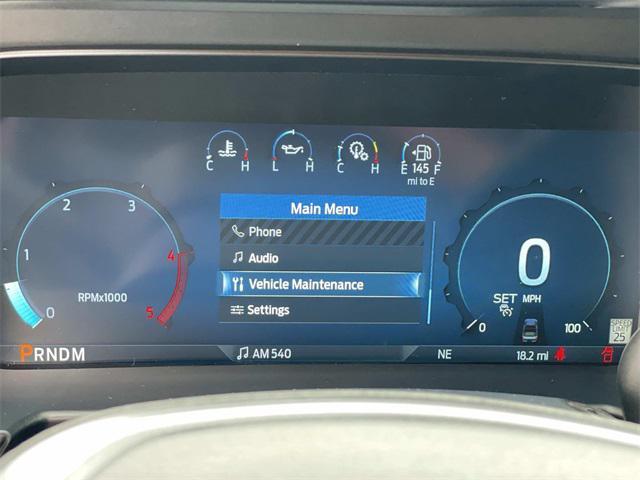 C H
L H
C H
E 145 F
mi to E
Main Menu
Phone
Audio
Vehicle Maintenance
Settings
0 1 2 3 4 5
RPMx1000
0
MPH
SET
0 100
SPEED
LIMIT
25
PRNDM
AM 540
NE
18.2 mi